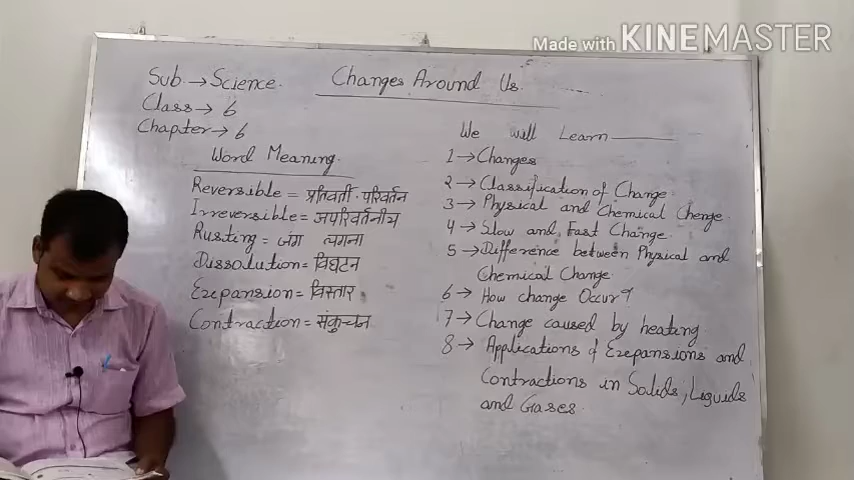 Made with KINEMASTER
Sub. → Science.
Class → 6
Chapter → 6
Changes Around Us.
Word Meaning.
Reversible = प्रतिवर्ती परिवर्तन
Irreversible = अपरिवर्तनीय
Rusting = जंग लगना
Dissolution = विघटन
Exepansion = विस्तार
Contraction = संकुचन
We will Learn
1 → Changes
2 → Classification of Change.
3 → Physical and Chemical Chenge.
4 → Slow and Fast Change.
5 → Difference between Physical and
Chemical Change.
6 → How change Occur?
7 → Change caused by heating
8 → Applications of Exepansions and
Contractions in Solids, Liquids
and Gases.